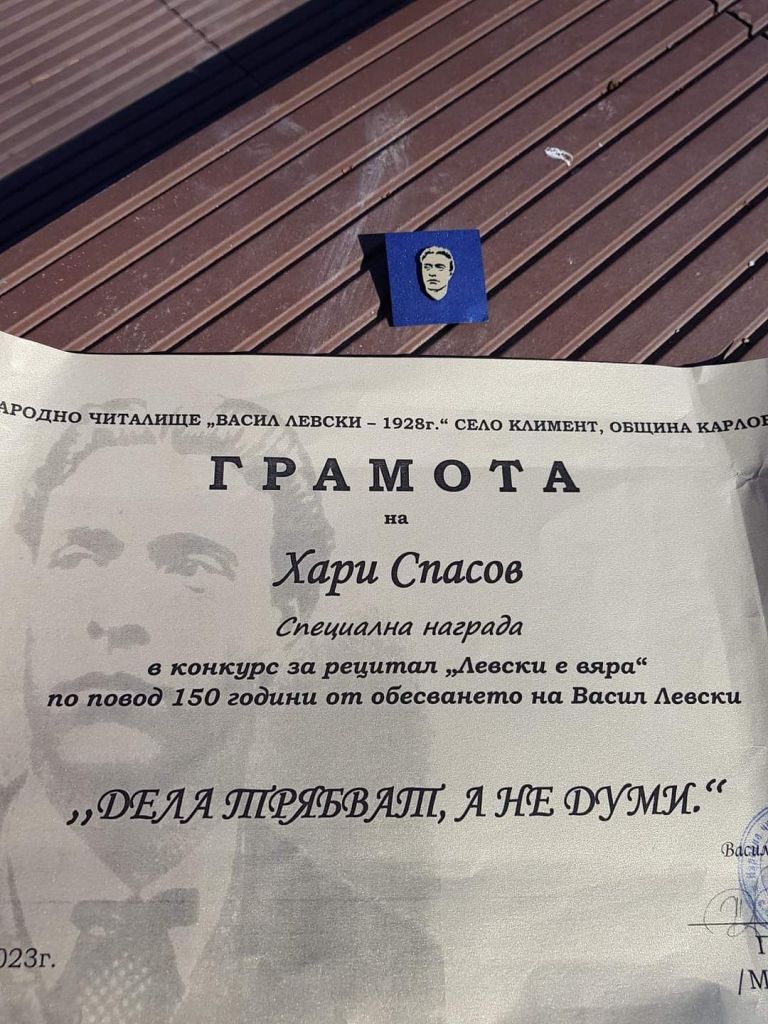 АРОДНО ЧИТАЛИЩЕ „ВАСИЛ ЛЕВСКИ – 1928г.“ СЕЛО КЛИМЕНТ, ОБЩИНА КАРЛОВ
ГРАМОТА
на
Хари Спасов
Специална награда
в конкурс за рецитал „Левски е вяра“
по повод 150 години от обесването на Васил Левски
„ДЕЛА ТРЯБВАТ, А НЕ ДУМИ.“
Васил
023г.
Г
/М